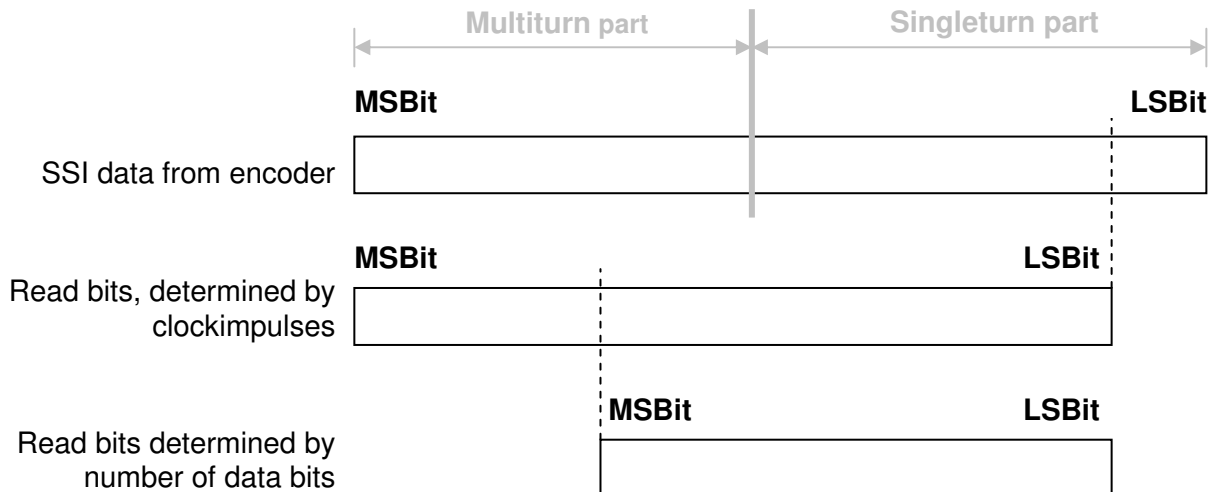 Multiturn part Singleturn part
MSBit LSBit
SSI data from encoder
MSBit LSBit
Read bits, determined by
clockimpulses
MSBit LSBit
Read bits determined by
number of data bits